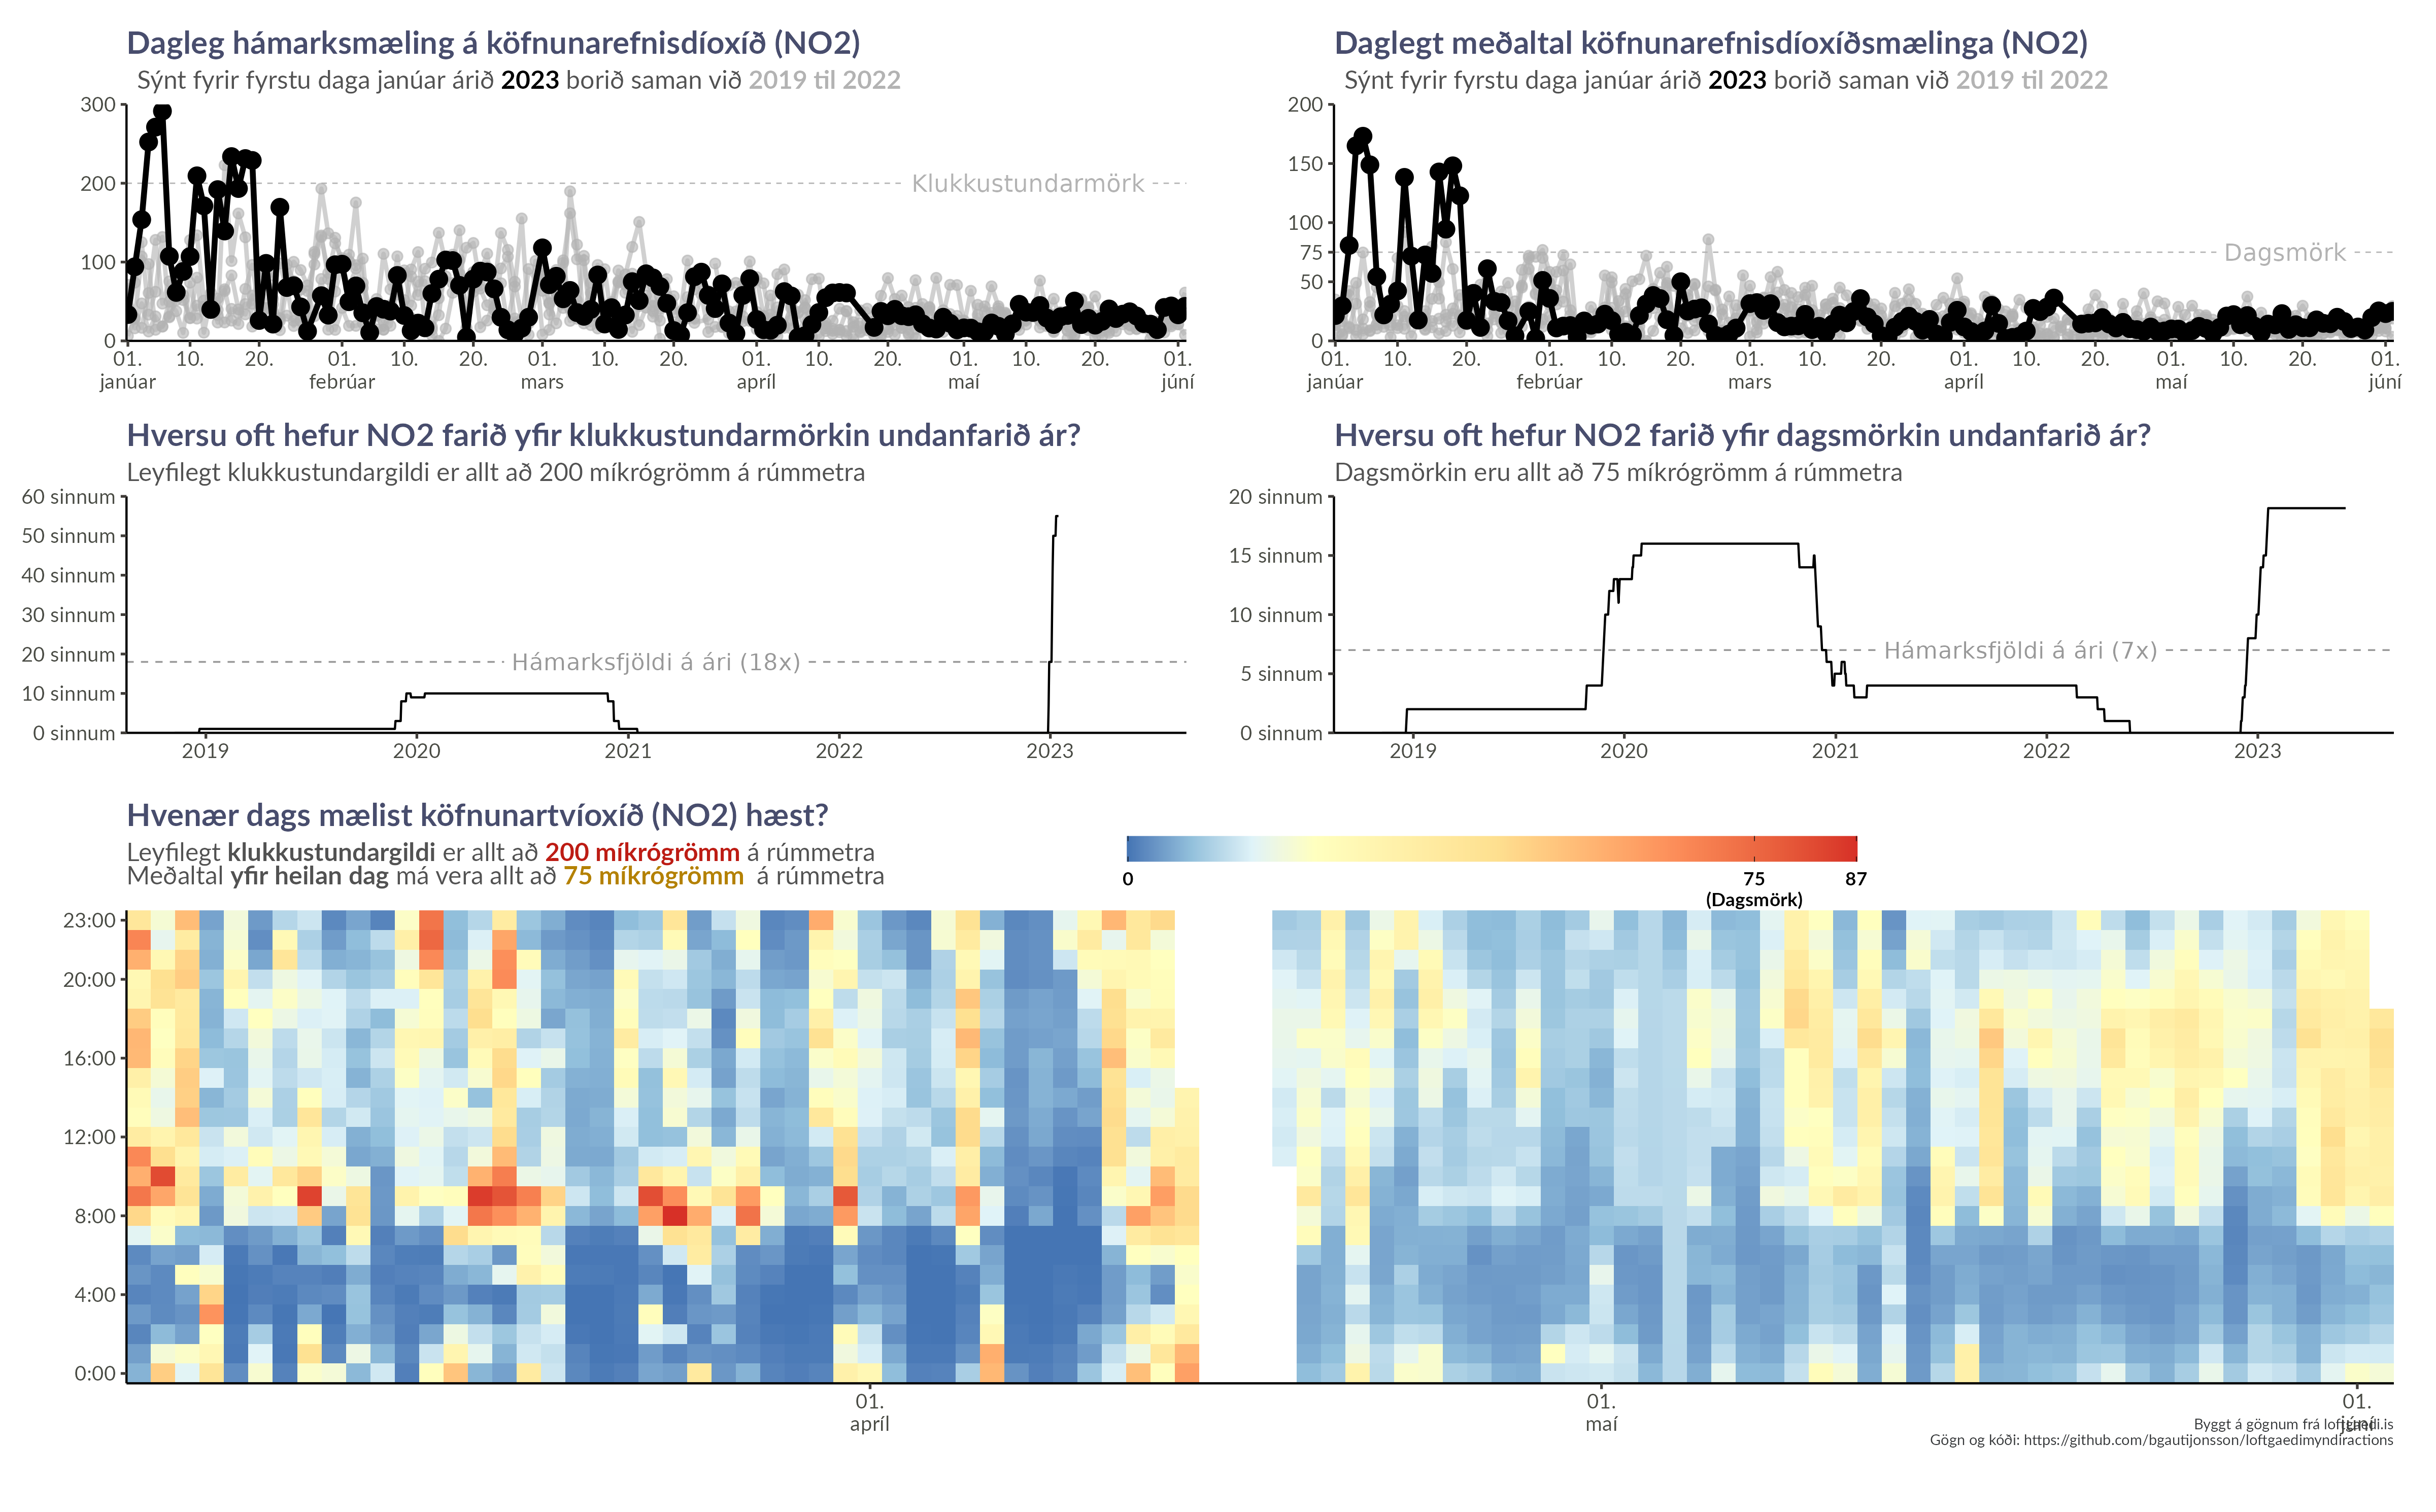 Dagleg hámarksmæling á köfnunarefnisdíoxíð (NO2)
Sýnt fyrir fyrstu daga janúar árið 2023 borið saman við 2019 til 2022
300
200
100
0
Klukkustundarmörk
01. 10. 20. 01. 10. 20. 01. 10. 20. 01. 10. 20. 01. 10. 20. 01.
janúar febrúar mars apríl maí júní
Daglegt meðaltal köfnunarefnisdíoxíðsmælinga (NO2)
Sýnt fyrir fyrstu daga janúar árið 2023 borið saman við 2019 til 2022
200
150
100
75
50
0
Dagsmörk
01. 10. 20. 01. 10. 20. 01. 10. 20. 01. 10. 20. 01. 10. 20. 01.
janúar febrúar mars apríl maí júní
Hversu oft hefur NO2 farið yfir klukkustundarmörkin undanfarið ár?
Leyfilegt klukkustundargildi er allt að 200 míkrógrömm á rúmmetra
60 sinnum
50 sinnum
40 sinnum
30 sinnum
20 sinnum
10 sinnum
0 sinnum
Hámarksfjöldi á ári (18x)
2019 2020 2021 2022 2023
Hversu oft hefur NO2 farið yfir dagsmörkin undanfarið ár?
Dagsmörkin eru allt að 75 míkrógrömm á rúmmetra
20 sinnum
15 sinnum
10 sinnum
5 sinnum
0 sinnum
Hámarksfjöldi á ári (7x)
2019 2020 2021 2022 2023
Hvenær dags mælist köfnunartvíoxíð (NO2) hæst?
Leyfilegt klukkustundargildi er allt að 200 míkrógrömm á rúmmetra
Meðaltal yfir heilan dag má vera allt að 75 míkrógrömm á rúmmetra
0 75 87
(Dagsmörk)
23:00
20:00
16:00
12:00
8:00
4:00
0:00
01. 01. 01.
apríl maí júní
Byggt á gögnum frá loftgaedi.is
Gögn og kóði: https://github.com/bgautijonsson/loftgaedimyndiractions